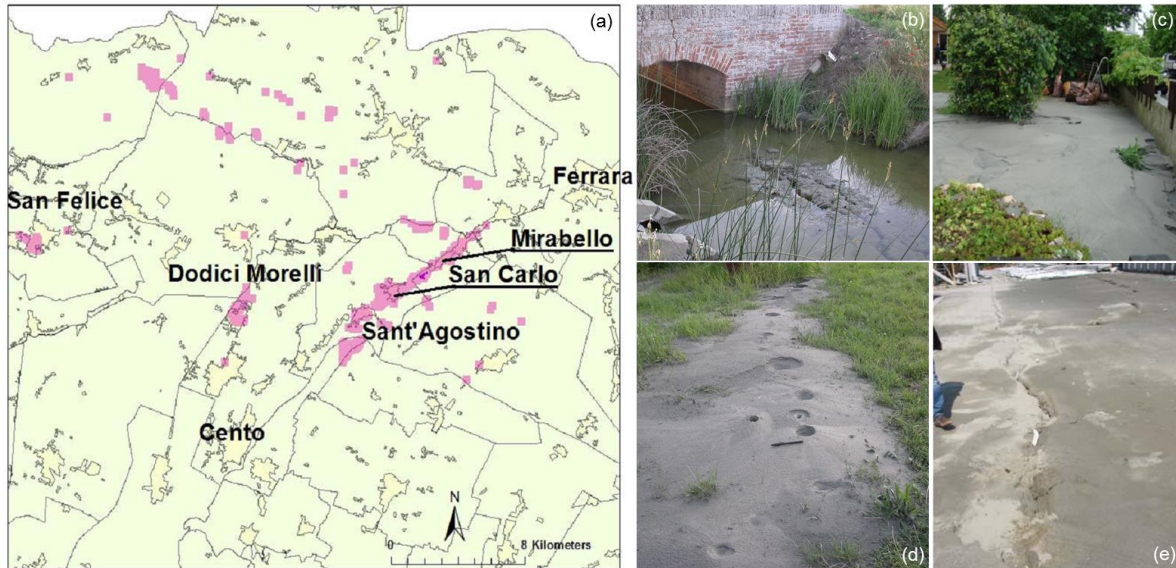 (a)
Ferrara
San Felice
Mirabello
Dodici Morelli
San Carlo
Sant'Agostino
Cento
N
0
8 Kilometers
(b)
(c)
(d)
(e)